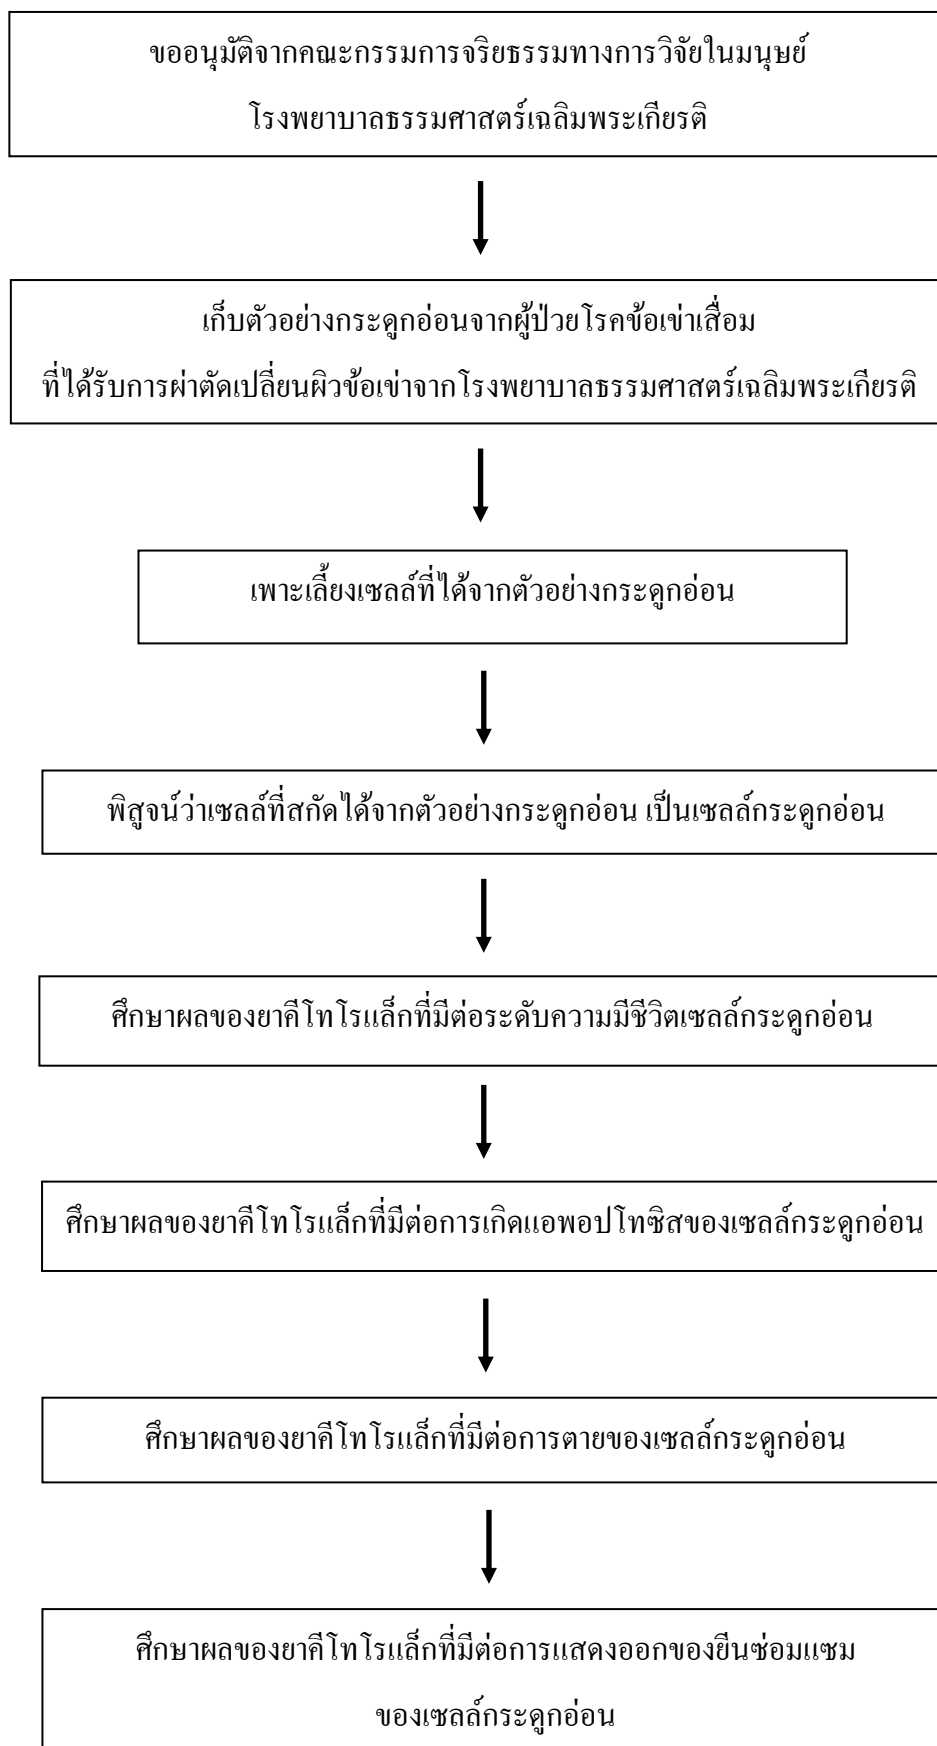 ขออนุมัติจากคณะกรรมการจริยธรรมทางการวิจัยในมนุษย์
โรงพยาบาลธรรมศาสตร์เฉลิมพระเกียรติ
เก็บตัวอย่างกระดูกอ่อนจากผู้ป่วยโรคข้อเข่าเสื่อม
ที่ได้รับการผ่าตัดเปลี่ยนผิวข้อเข่าจากโรงพยาบาลธรรมศาสตร์เฉลิมพระเกียรติ
เพาะเลี้ยงเซลล์ที่ได้จากตัวอย่างกระดูกอ่อน
พิสูจน์ว่าเซลล์ที่สกัดได้จากตัวอย่างกระดูกอ่อน เป็นเซลล์กระดูกอ่อน
ศึกษาผลของยาคีโทโรแล็กที่มีต่อระดับความมีชีวิตเซลล์กระดูกอ่อน
ศึกษาผลของยาคีโทโรแล็กที่มีต่อการเกิดแอพอปโทซิสของเซลล์กระดูกอ่อน
ศึกษาผลของยาคีโทโรแล็กที่มีต่อการตายของเซลล์กระดูกอ่อน
ศึกษาผลของยาคีโทโรแล็กที่มีต่อการแสดงออกของยีนซ่อมแซม
ของเซลล์กระดูกอ่อน